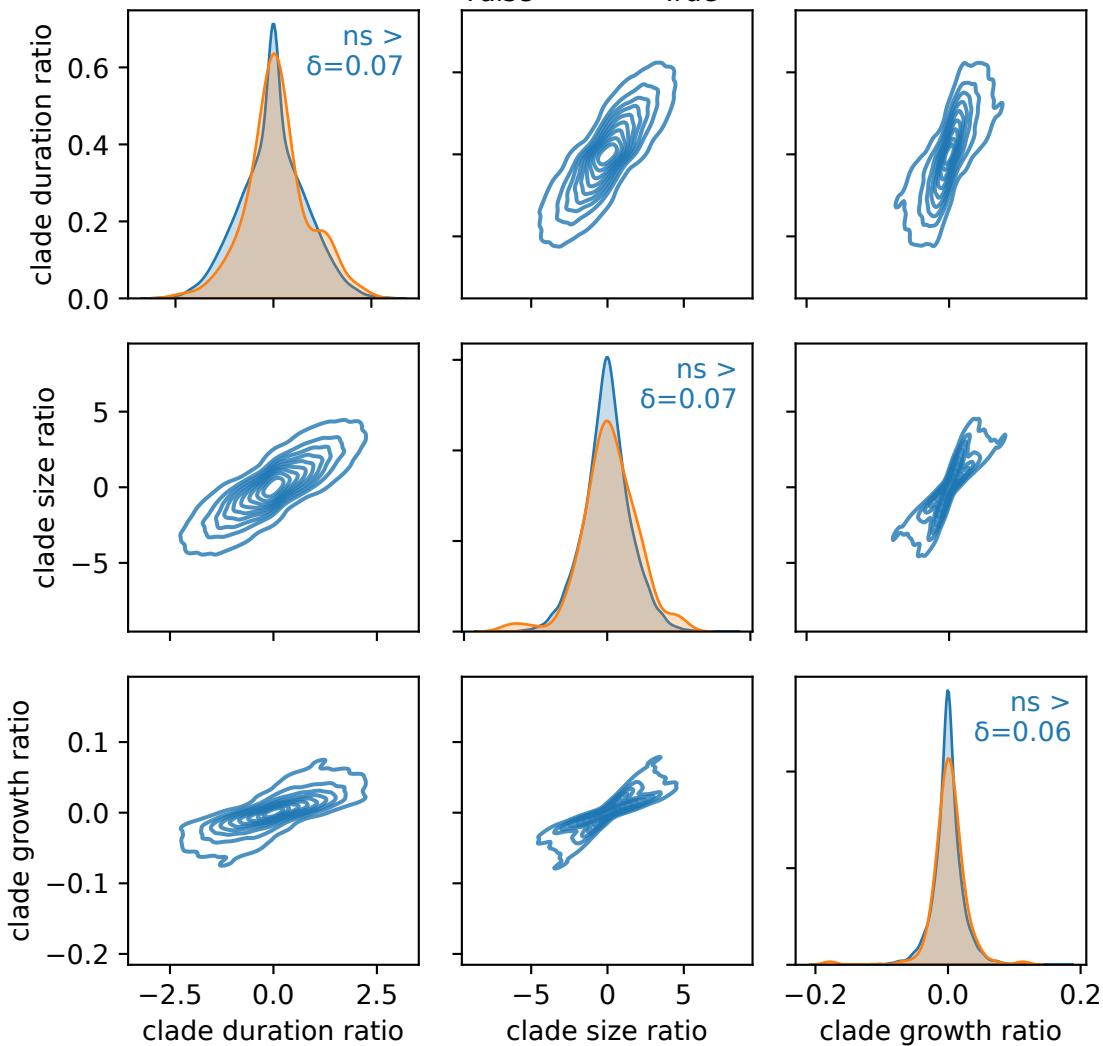 clade duration ratio
0.6
0.4
0.2
0.0
ns >
δ=0.07
clade size ratio
5
0
−5
ns >
δ=0.07
clade growth ratio
0.1
0.0
−0.1
−0.2
ns >
δ=0.06
−2.5 0.0 2.5
−5 0 5
−0.2 0.0 0.2
clade duration ratio
clade size ratio
clade growth ratio